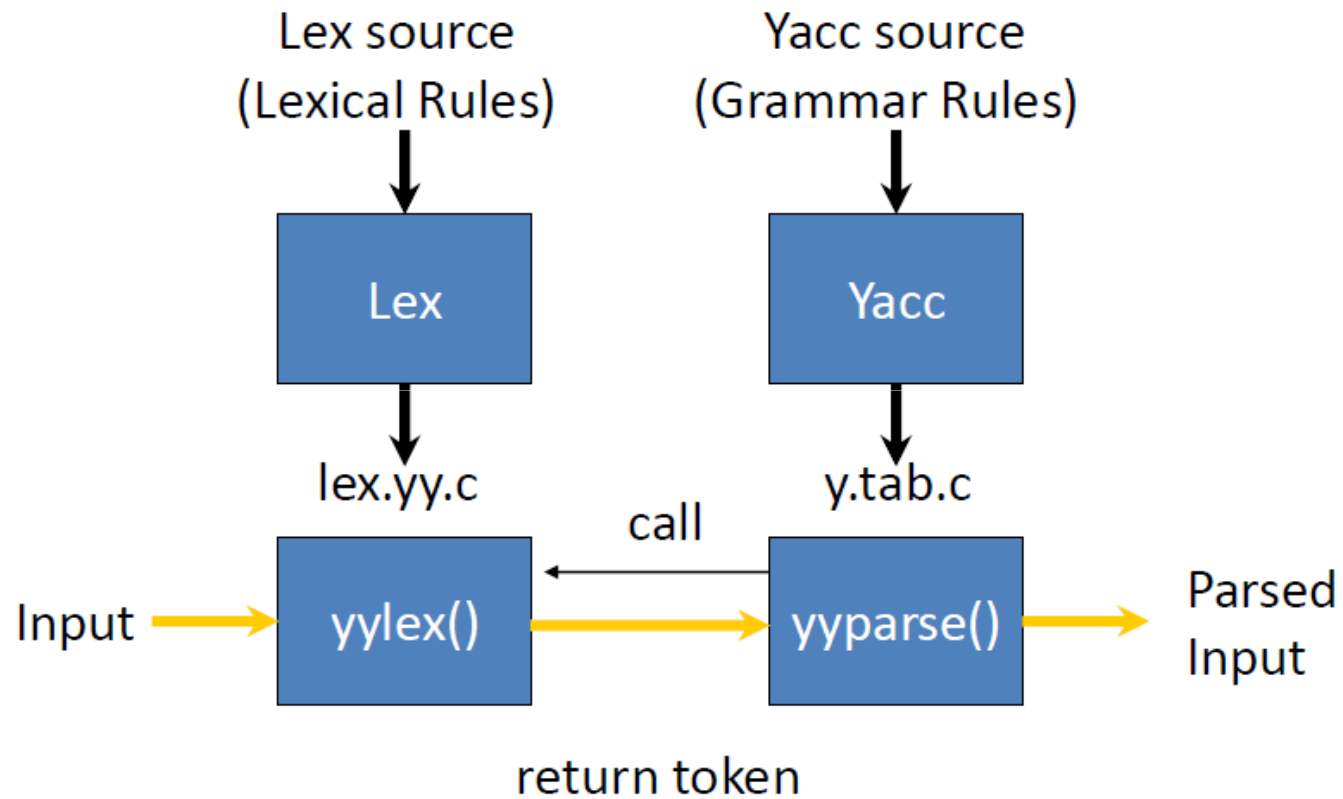 Lex source
(Lexical Rules)
Yacc source
(Grammar Rules)
Lex
Yacc
lex.yy.c
y.tab.c
call
Input
yylex()
yyparse()
Parsed
Input
return token